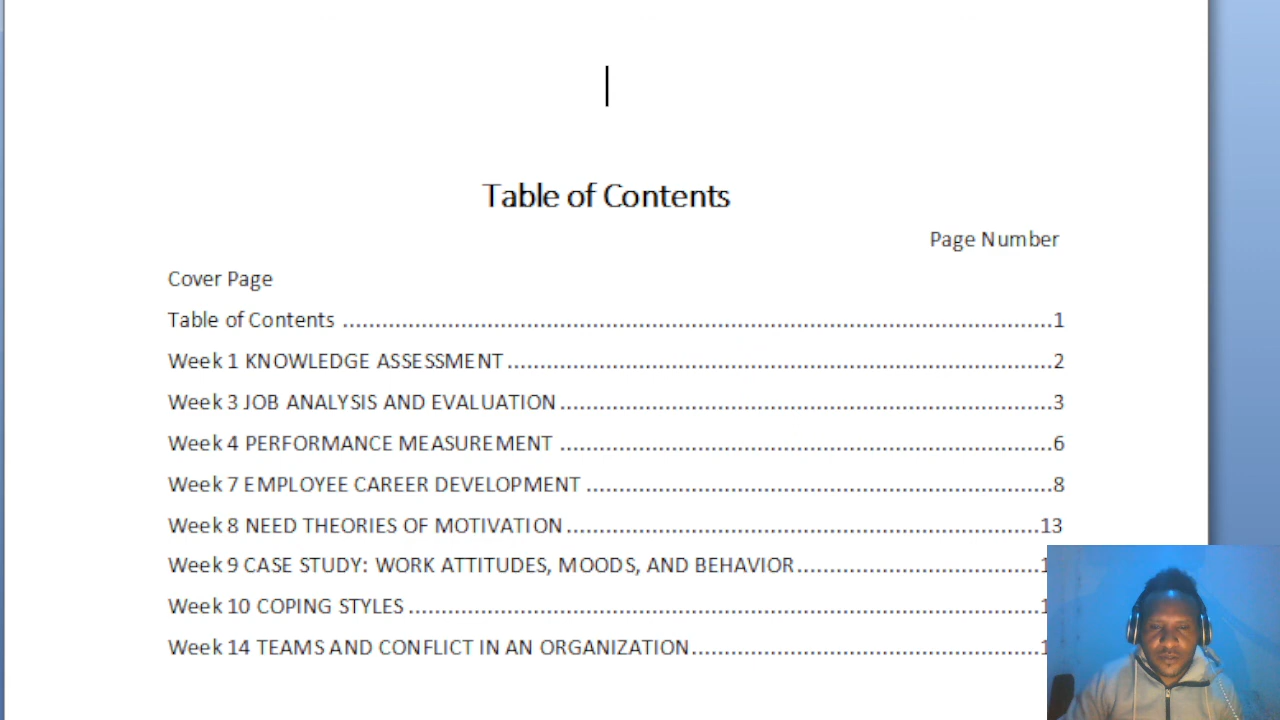 Table of Contents
Page Number
Cover Page
Table of Contents ............................................................................................................1
Week 1 KNOWLEDGE ASSESSMENT...................................................................................2
Week 3 JOB ANALYSIS AND EVALUATION...........................................................................3
Week 4 PERFORMANCE MEASUREMENT ...........................................................................6
Week 7 EMPLOYEE CAREER DEVELOPMENT .......................................................................8
Week 8 NEED THEORIES OF MOTIVATION........................................................................13
Week 9 CASE STUDY: WORK ATTITUDES, MOODS, AND BEHAVIOR.....................................
Week 10 COPING STYLES ................................................................................................
Week 14 TEAMS AND CONFLICT IN AN ORGANIZATION.....................................................